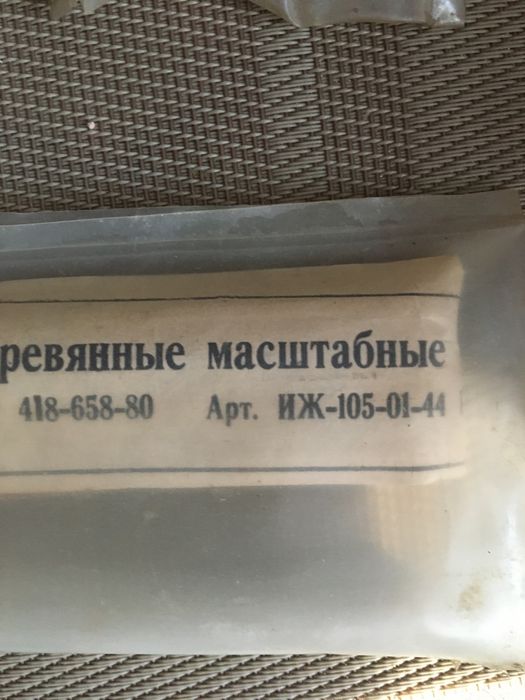 ревянные масштабные
418-658-80 Арт. ИЖ-105-01-44